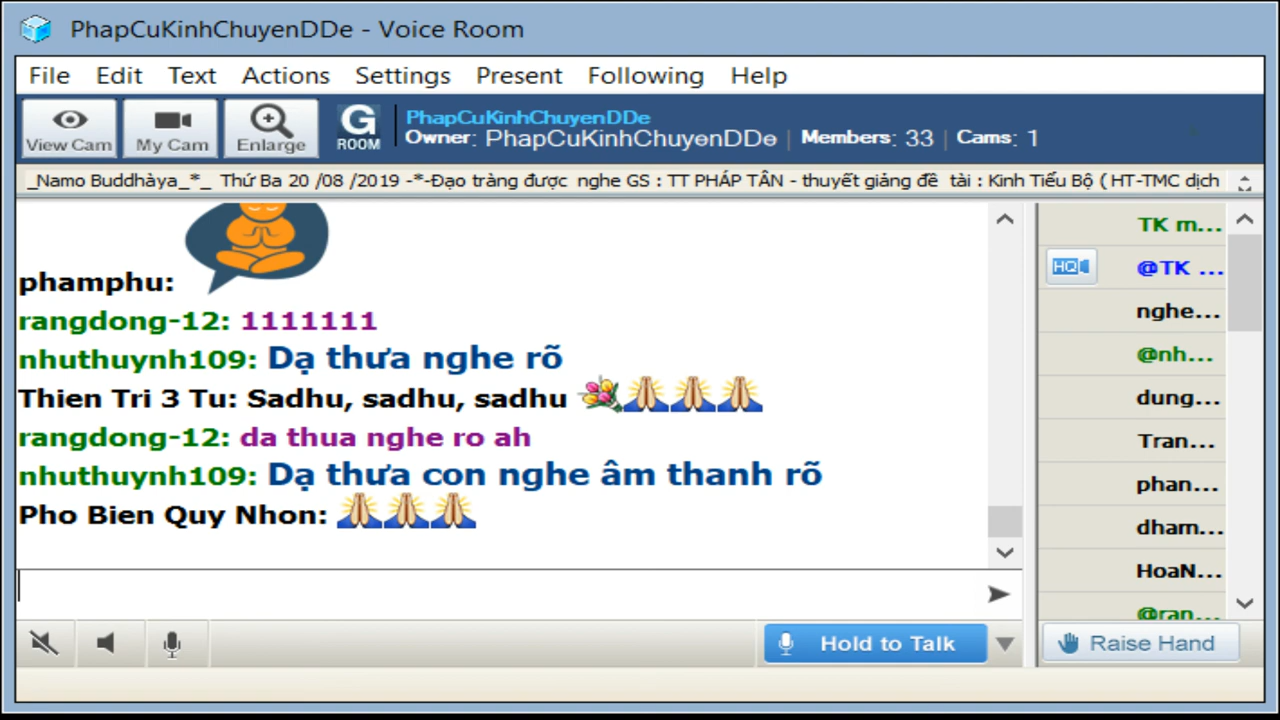 PhapCuKinhChuyenDDe - Voice Room
File Edit Text Actions Settings Present Following Help
View Cam My Cam Enlarge G ROOM
PhapCuKinhChuyenDDe
Owner: PhapCuKinhChuyenDDe | Members: 33 | Cams: 1
_Namo Buddhàya_*_ Thứ Ba 20 /08 /2019 -*-Đạo tràng được nghe GS : TT PHÁP TÂN - thuyết giảng đề tài : Kinh Tiểu Bộ ( HT-TMC dịch
phamphu:
rangdong-12: 1111111
nhuthuynh109: Dạ thưa nghe rõ
Thien Tri 3 Tu: Sadhu, sadhu, sadhu
rangdong-12: da thua nghe ro ah
nhuthuynh109: Dạ thưa con nghe âm thanh rõ
Pho Bien Quy Nhon:
TK m...
HQ @TK ...
nghe...
@nh...
dung...
Tran...
phan...
dham...
HoaN...
@ran...
Hold to Talk
Raise Hand